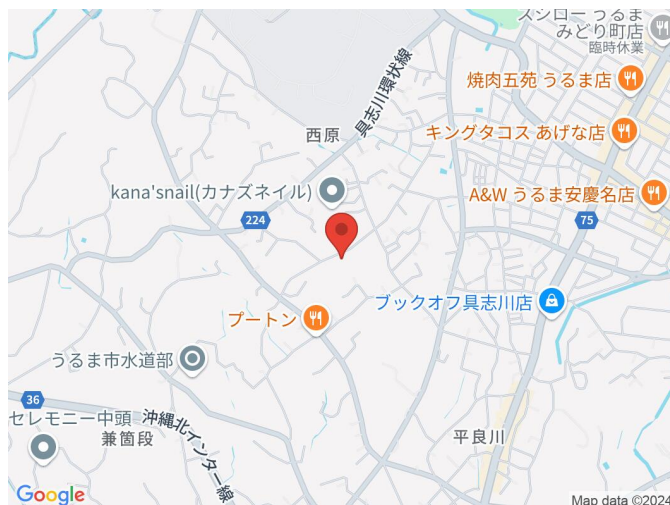 スシロー うるま
みどり町店
臨時休業
焼肉五苑 うるま店
具志川環状線
西原
キングタコス あげな店
kana'snail(カナズネイル)
A&W うるま安慶名店
224
75
ブックオフ具志川店
プートン
うるま市水道部
36
セレモニー中頭
兼箇段
沖縄北インター線
平良川
Google
Map data ©2024